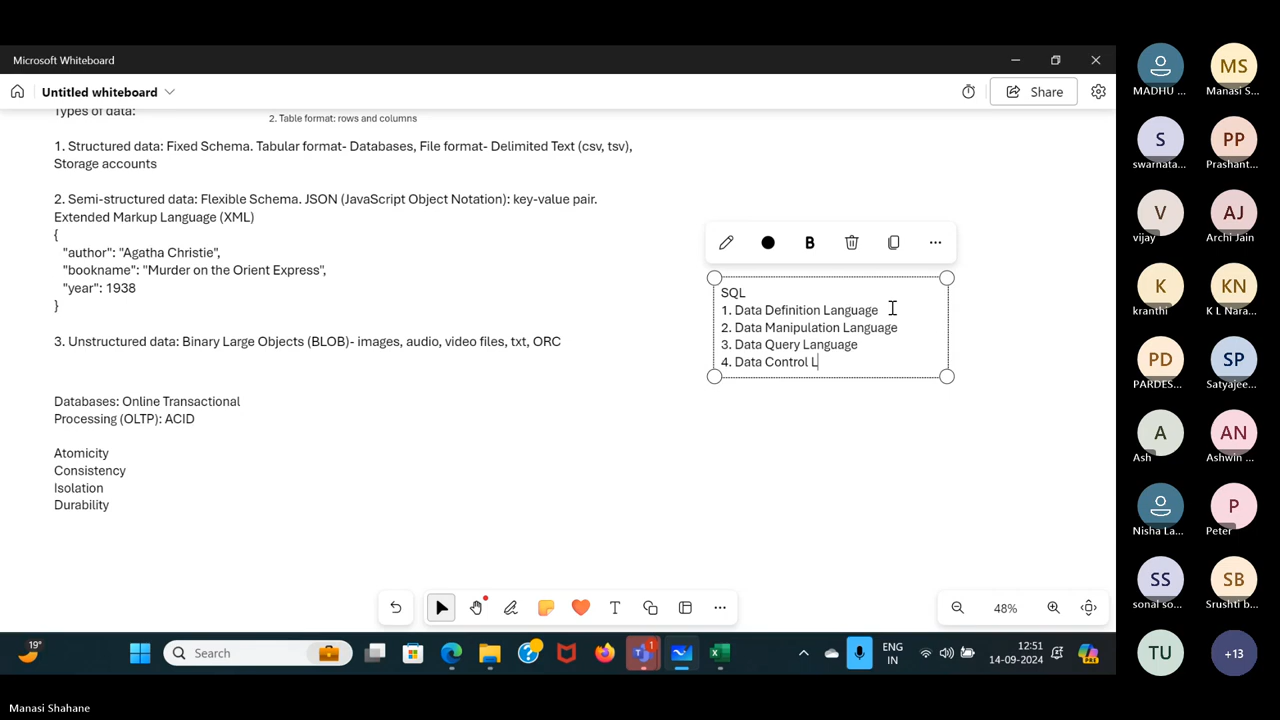 Microsoft Whiteboard
Untitled whiteboard
Share
Types of data:
2. Table format: rows and columns
1. Structured data: Fixed Schema. Tabular format- Databases, File format- Delimited Text (csv, tsv),
Storage accounts
2. Semi-structured data: Flexible Schema. JSON (JavaScript Object Notation): key-value pair.
Extended Markup Language (XML)
{
"author": "Agatha Christie",
"bookname": "Murder on the Orient Express",
"year": 1938
}
3. Unstructured data: Binary Large Objects (BLOB)- images, audio, video files, txt, ORC
Databases: Online Transactional
Processing (OLTP): ACID
Atomicity
Consistency
Isolation
Durability
B
SQL
1. Data Definition Language
2. Data Manipulation Language
3. Data Query Language
4. Data Control L
T
48%
19°
Search
1
PRE
ENG
IN
12:51
14-09-2024
MADHU ...
MS
Manasi S...
S
swarnata...
PP
Prashant...
V
vijay
AJ
Archi Jain
K
kranthi
KN
K L Nara...
PD
PARDES...
SP
Satyajee...
A
Ash
AN
Ashwin ...
Nisha La...
P
Peter
SS
sonal so...
SB
Srushti b...
TU
+13
Manasi Shahane